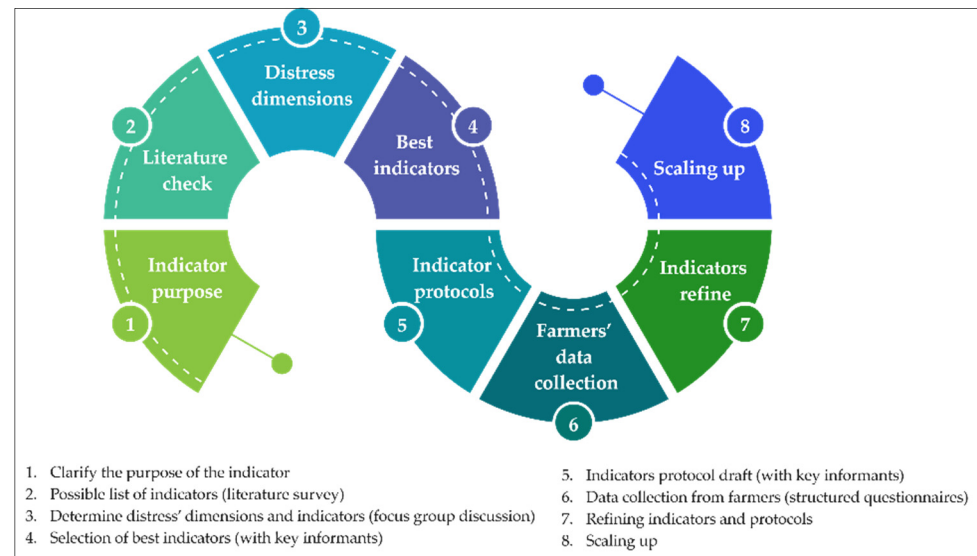 3
Distress
dimensions
2
Literature
check
4
Best
indicators
8
Scaling up
Indicator
purpose
1
Indicator
protocols
5
Farmers'
data
collection
6
Indicators
refine
7
1. Clarify the purpose of the indicator
2. Possible list of indicators (literature survey)
3. Determine distress' dimensions and indicators (focus group discussion)
4. Selection of best indicators (with key informants)
5. Indicators protocol draft (with key informants)
6. Data collection from farmers (structured questionnaires)
7. Refining indicators and protocols
8. Scaling up